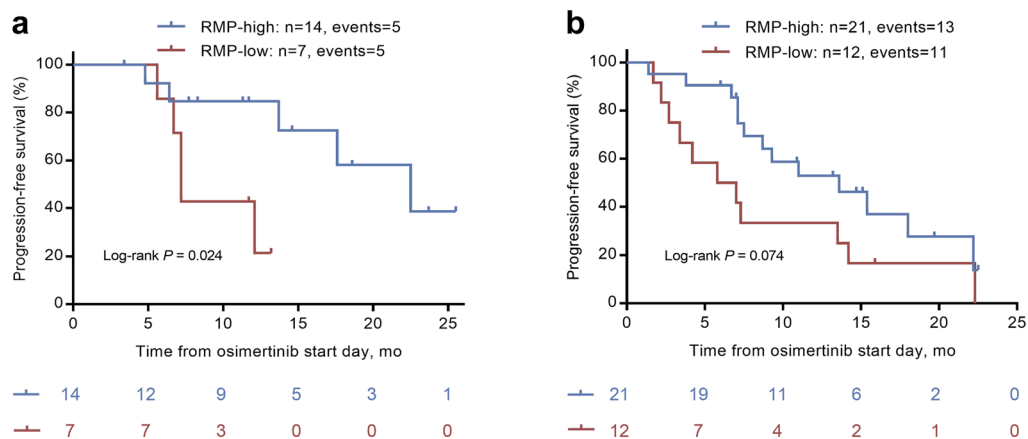 a
RMP-high: n=14, events=5
RMP-low: n=7, events=5
Progression-free survival (%)
100
80
60
40
20
0
Log-rank P = 0.024
0 5 10 15 20 25
Time from osimertinib start day, mo
14 12 9 5 3 1
7 7 3 0 0 0
b
RMP-high: n=21, events=13
RMP-low: n=12, events=11
Progression-free survival (%)
100
80
60
40
20
0
Log-rank P = 0.074
0 5 10 15 20 25
Time from osimertinib start day, mo
21 19 11 6 2 0
12 7 4 2 1 0